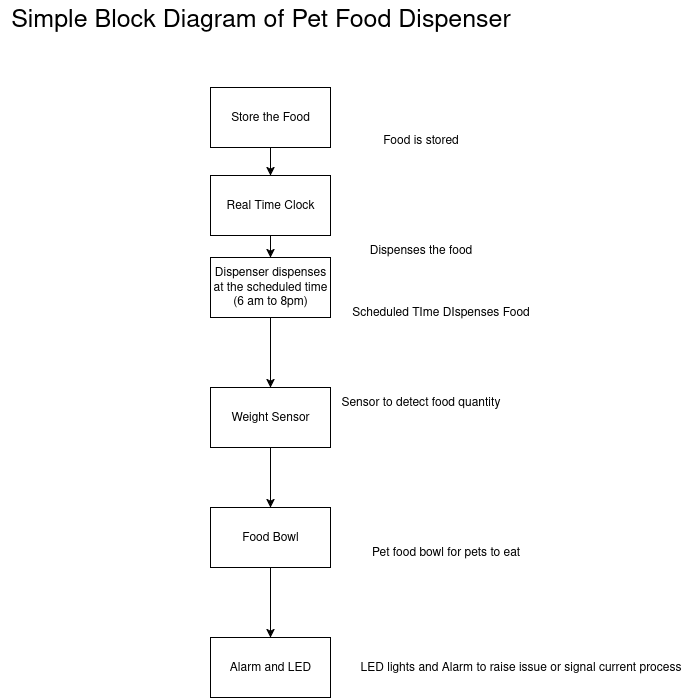 Simple Block Diagram of Pet Food Dispenser
Store the Food
Food is stored
Real Time Clock
Dispenses the food
Dispenser dispenses
at the scheduled time
(6 am to 8pm)
Scheduled TIme DIspenses Food
Sensor to detect food quantity
Weight Sensor
Food Bowl
Pet food bowl for pets to eat
Alarm and LED
LED lights and Alarm to raise issue or signal current process